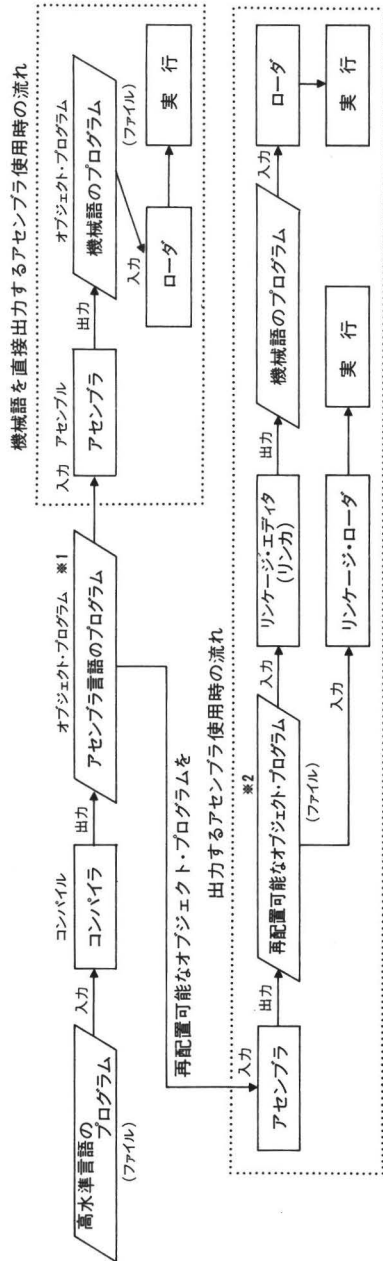 高水準言語の
プログラム
(ファイル)
入力
コンパイル
コンパイラ
出力
オブジェクト・プログラム ※1
アセンブラ言語のプログラム
機械語を直接出力するアセンブラ使用時の流れ
入力
アセンブル
アセンブラ
出力
オブジェクト・プログラム
機械語のプログラム
(ファイル)
入力
ローダ
実 行
再配置可能なオブジェクト・プログラムを
出力するアセンブラ使用時の流れ
入力
アセンブラ
出力
※2
再配置可能なオブジェクト・プログラム
(ファイル)
入力
リンケージ・エディタ
(リンカ)
出力
機械語のプログラム
入力
ローダ
実 行
入力
リンケージ・ローダ
実 行